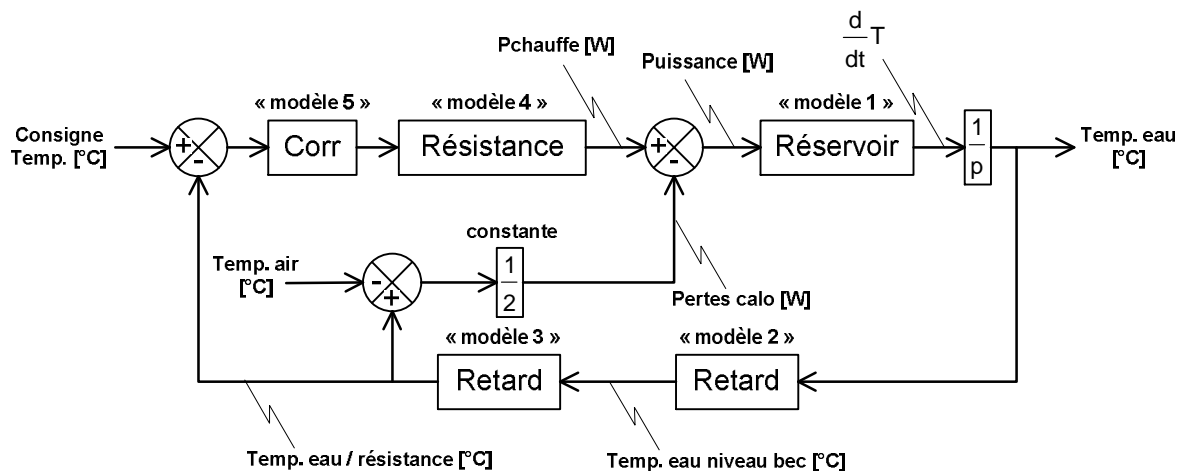 d
dt
T
Pchauffe [W]
Puissance [W]
« modèle 5 »
« modèle 4 »
« modèle 1 »
Consigne
Temp. [°C]
+
-
Corr
Résistance
+
-
Réservoir
1
p
Temp. eau
[°C]
constante
Temp. air
[°C]
-
+
1
2
Pertes calo [W]
« modèle 3 »
« modèle 2 »
Retard
Retard
Temp. eau / résistance [°C]
Temp. eau niveau bec [°C]